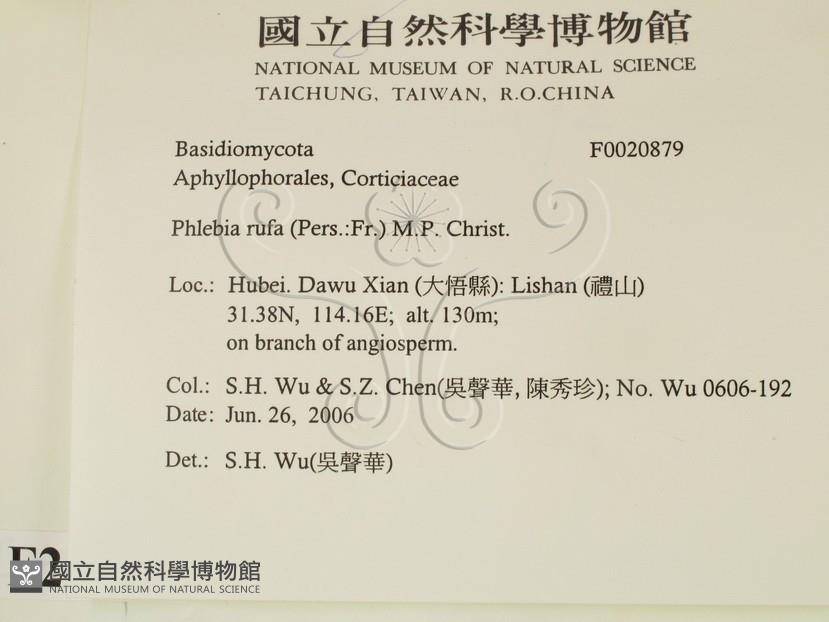 國立自然科學博物館
NATIONAL MUSEUM OF NATURAL SCIENCE
TAICHUNG, TAIWAN, R.O.CHINA
Basidiomycota F0020879
Aphyllophorales, Corticiaceae
Phlebia rufa (Pers.:Fr.) M.P. Christ.
Loc.: Hubei. Dawu Xian (大悟縣): Lishan (禮山)
31.38N, 114.16E; alt. 130m;
on branch of angiosperm.
Col.: S.H. Wu & S.Z. Chen(吳聲華, 陳秀珍); No. Wu 0606-192
Date: Jun. 26, 2006
Det.: S.H. Wu(吳聲華)
國立自然科學博物館
NATIONAL MUSEUM OF NATURAL SCIENCE